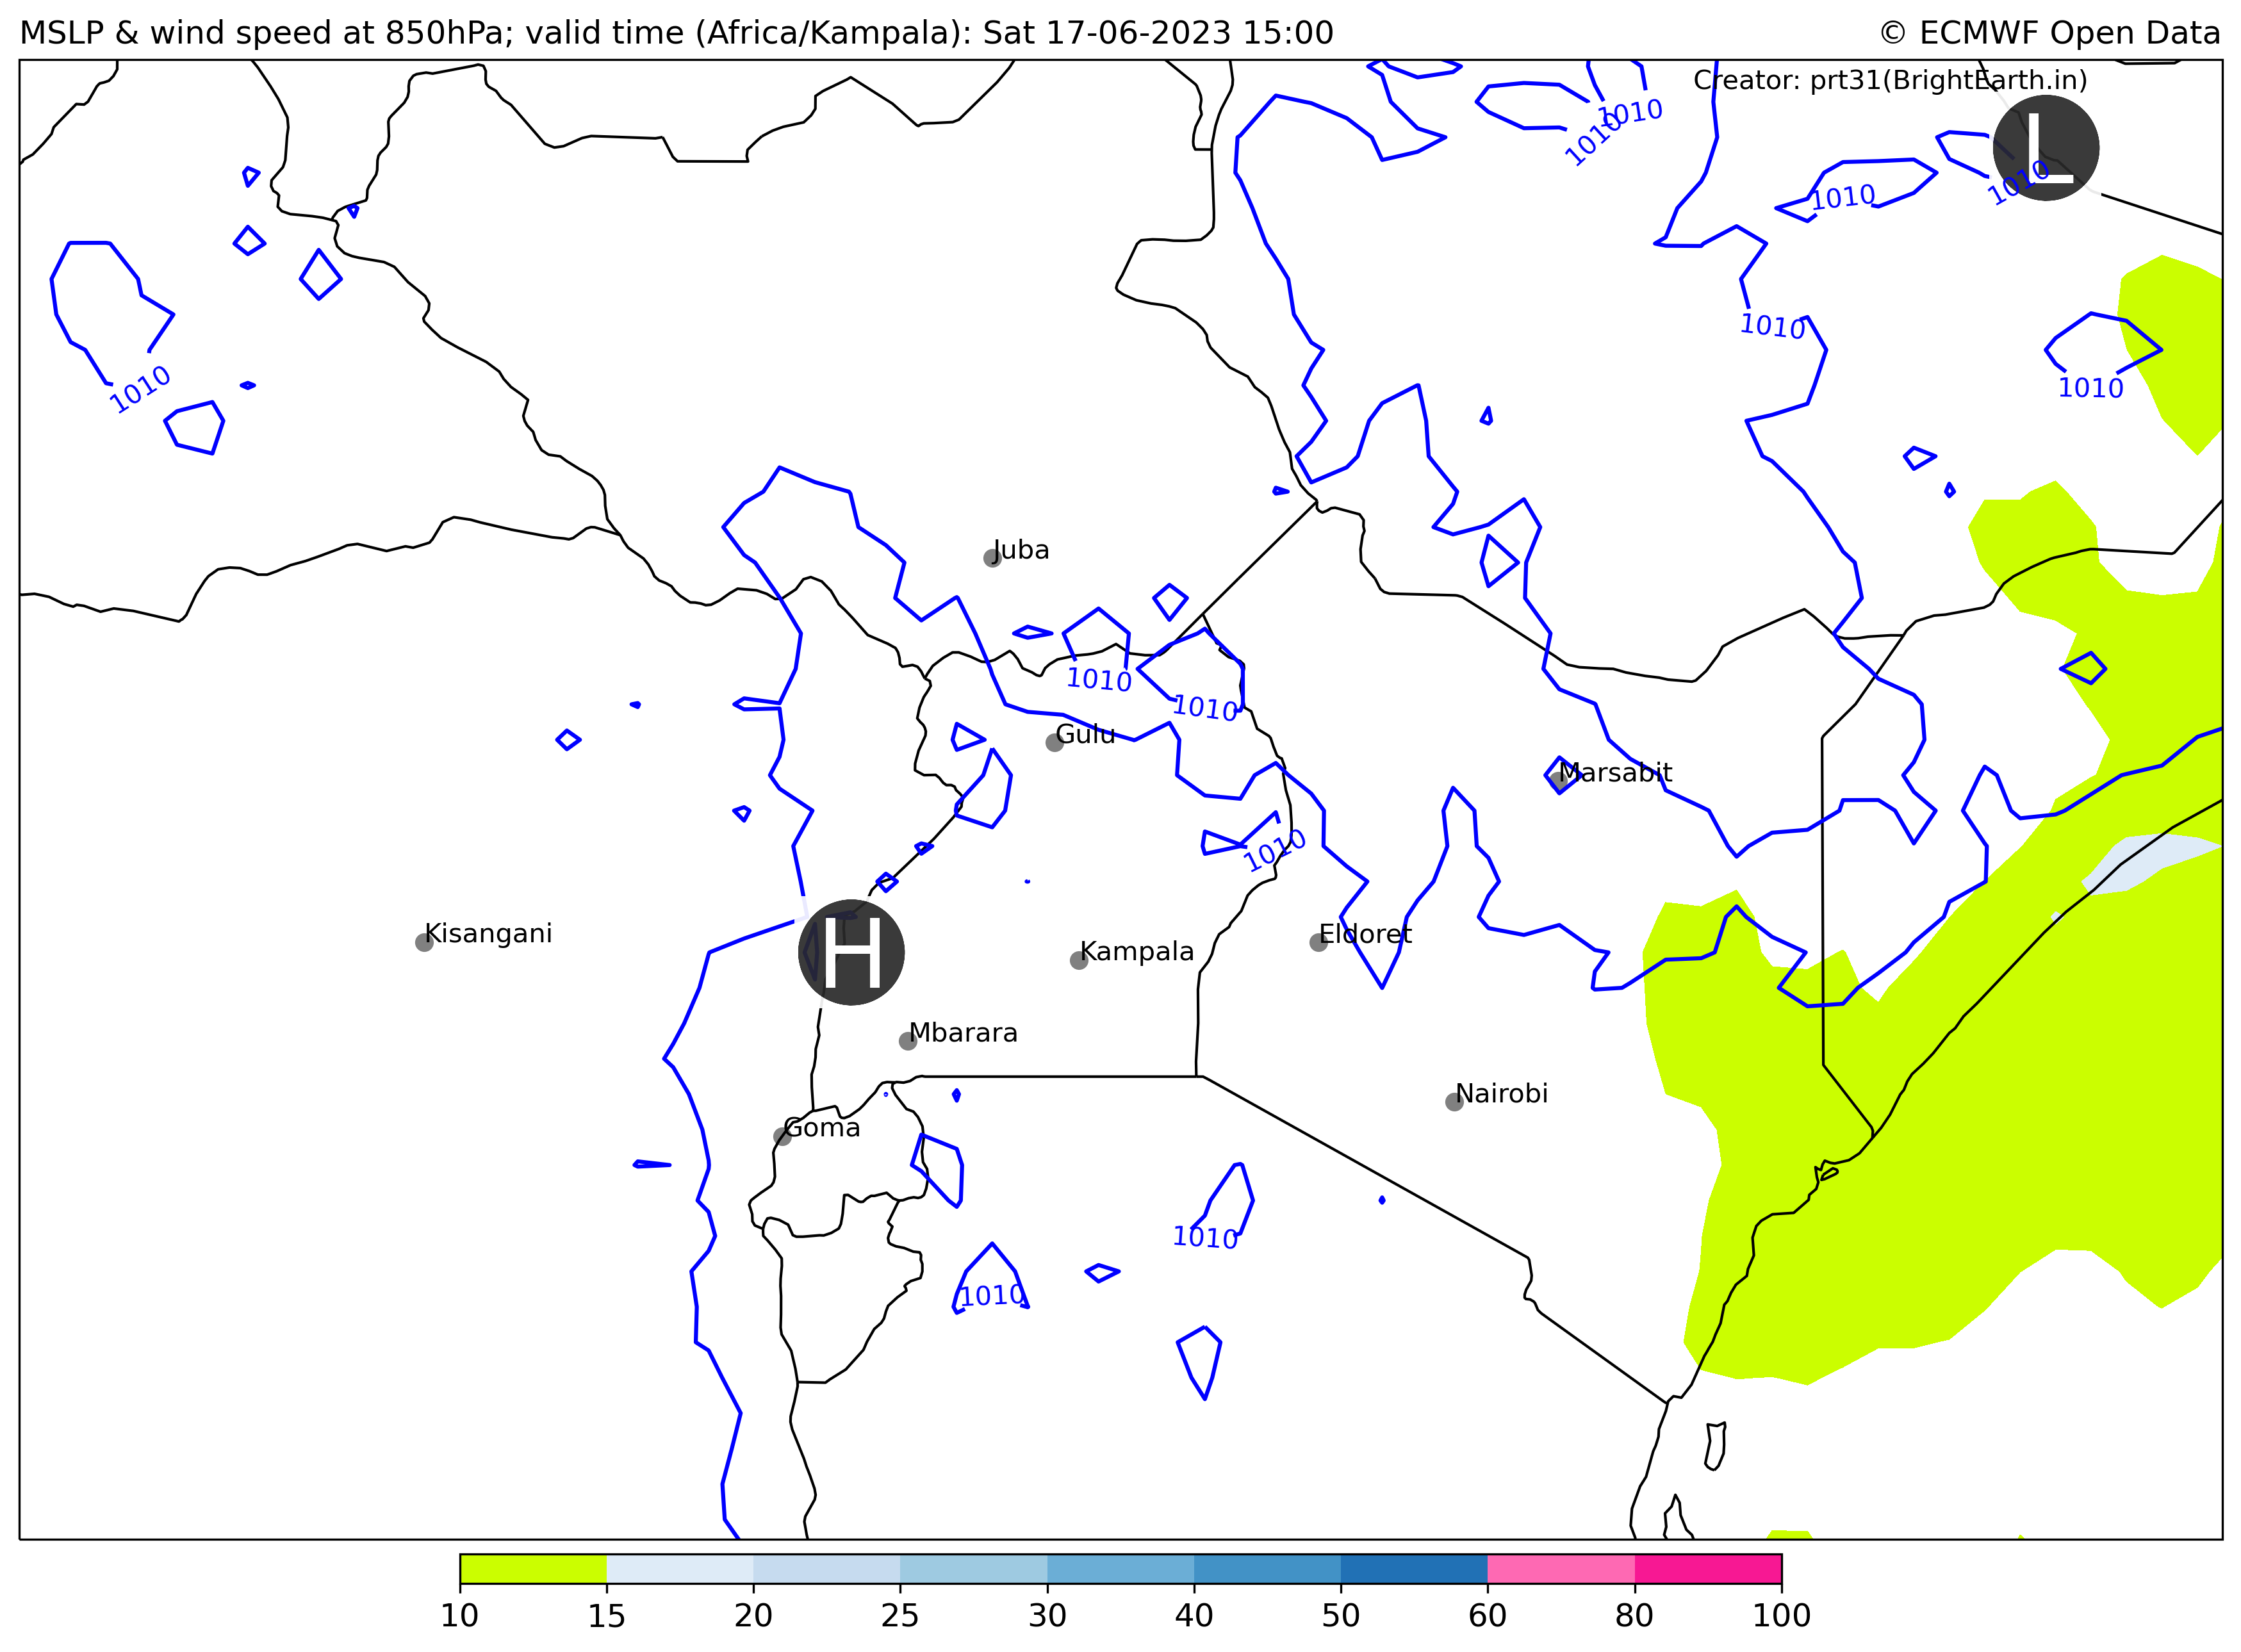 MSLP & wind speed at 850hPa; valid time (Africa/Kampala): Sat 17-06-2023 15:00
© ECMWF Open Data
Creator: prt31(BrightEarth.in)
L
1010
1010
1010
1010
1010
1010
1010
Juba
1010
1010
Gulu
Marsabit
1010
Kisangani
H
Kampala
Eldoret
Mbarara
Nairobi
Goma
1010
1010
10 15 20 25 30 40 50 60 80 100